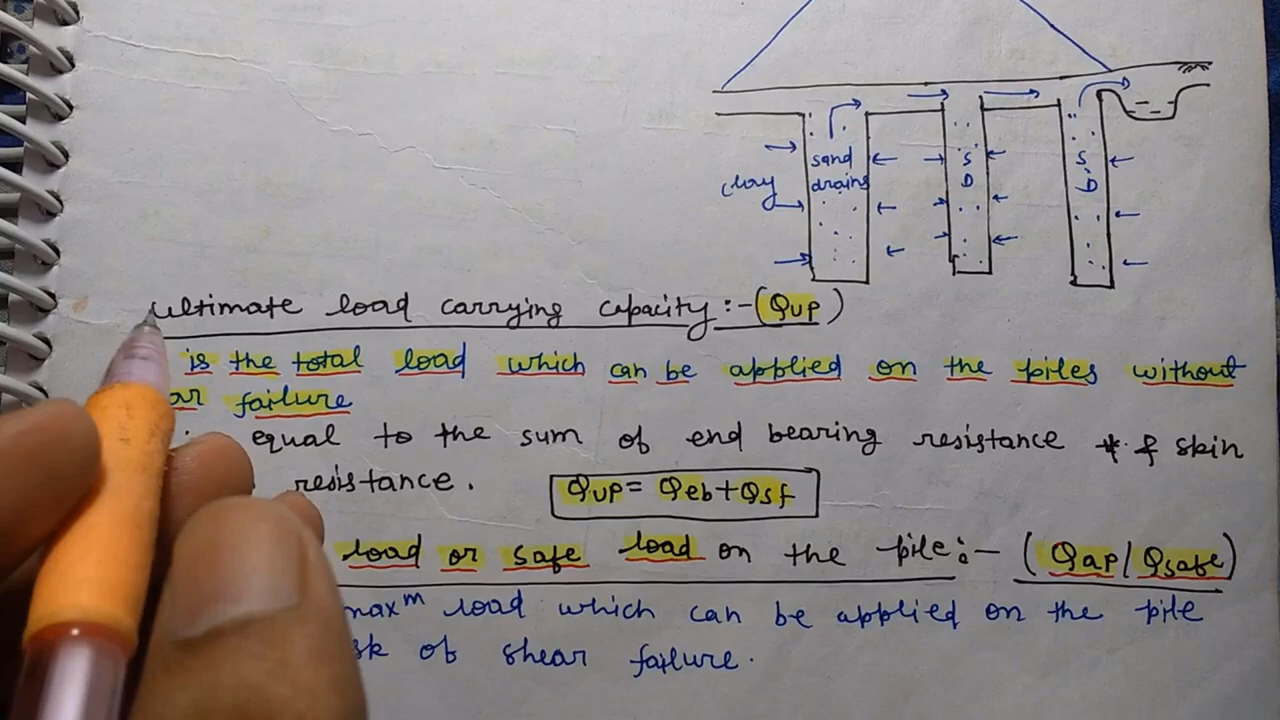 sand
drains
S
D
S.D
clay
ultimate load carrying capacity :- (Qup)
is the total load which can be applied on the piles without
ar failure
equal to the sum of end bearing resistance & skin
resistance. Qup = Qeb + Qsf
load or safe load on the pile :- (Qap/Qsafe)
maxm load which can be applied on the pile
sk of shear failure.